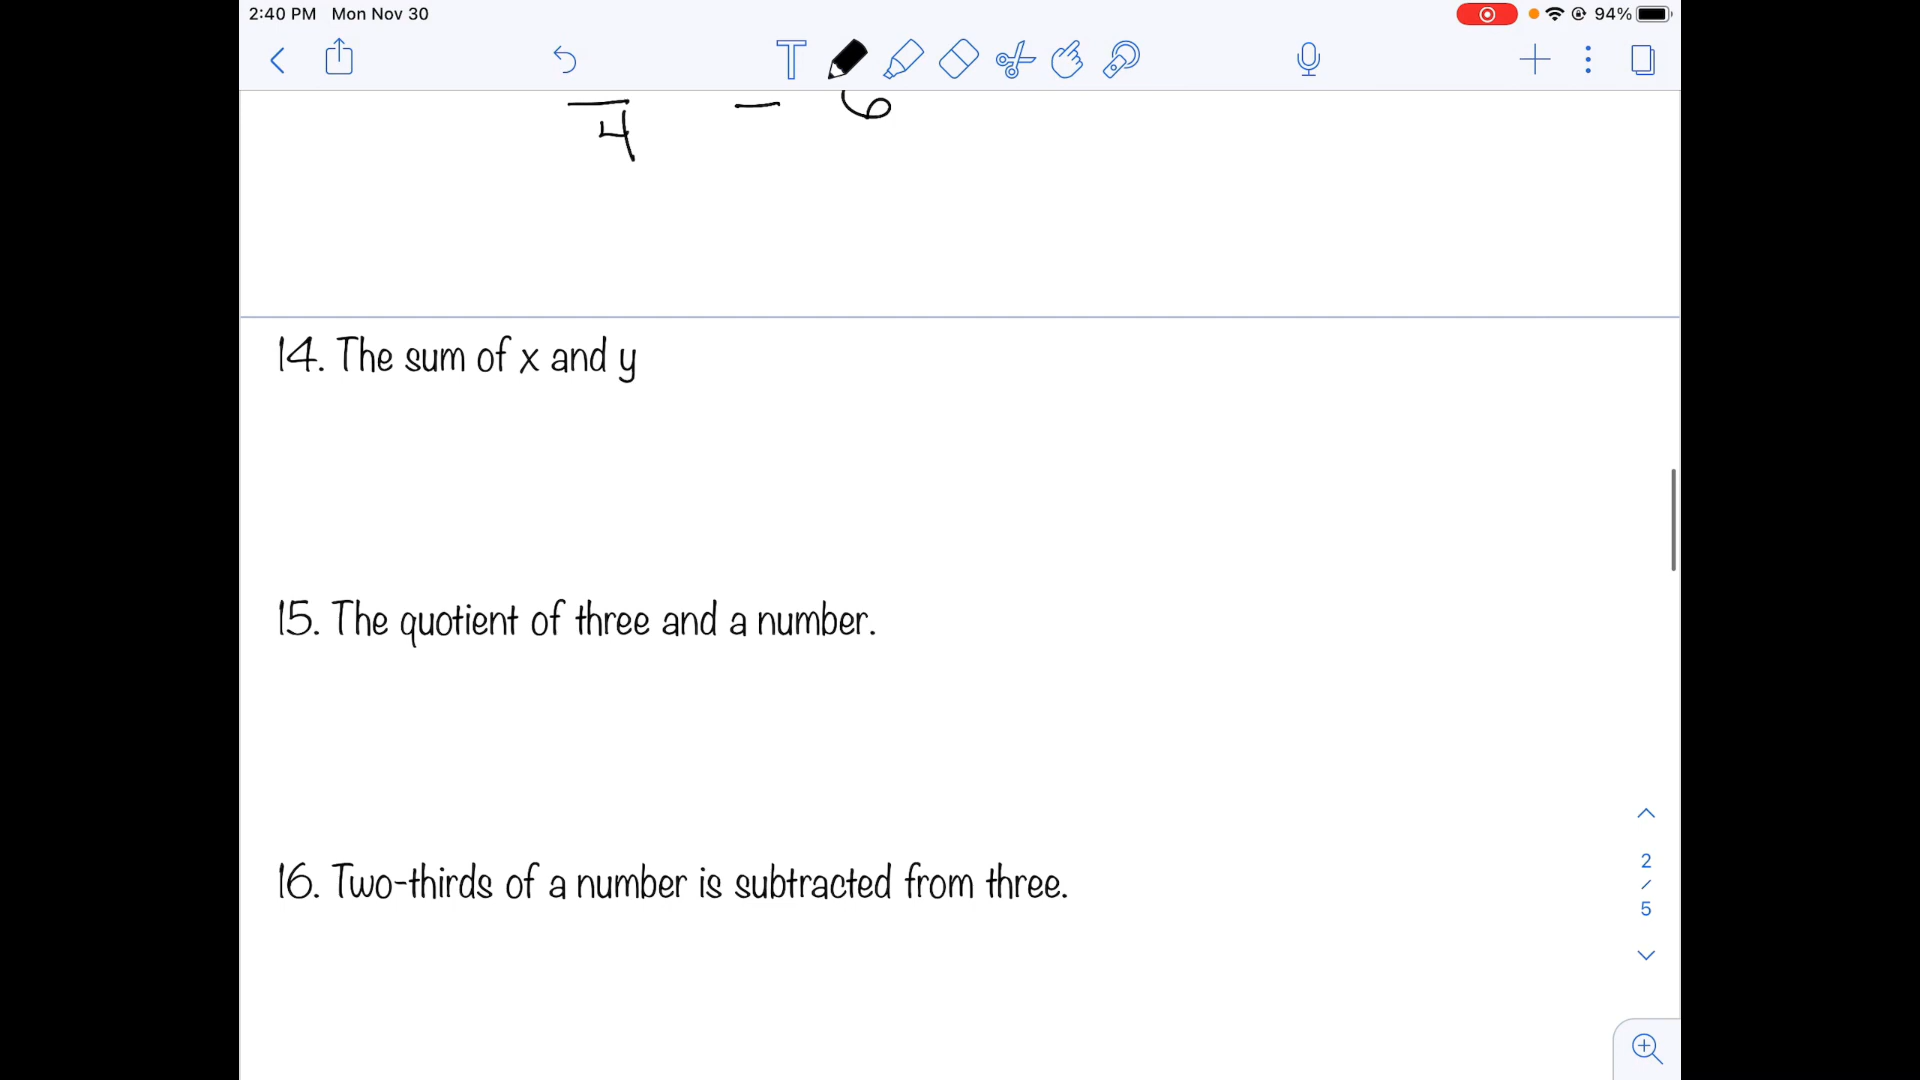 2:40 PM Mon Nov 30
94%
T
4
6
14. The sum of x and y
15. The quotient of three and a number.
16. Two-thirds of a number is subtracted from three.
2
/
5